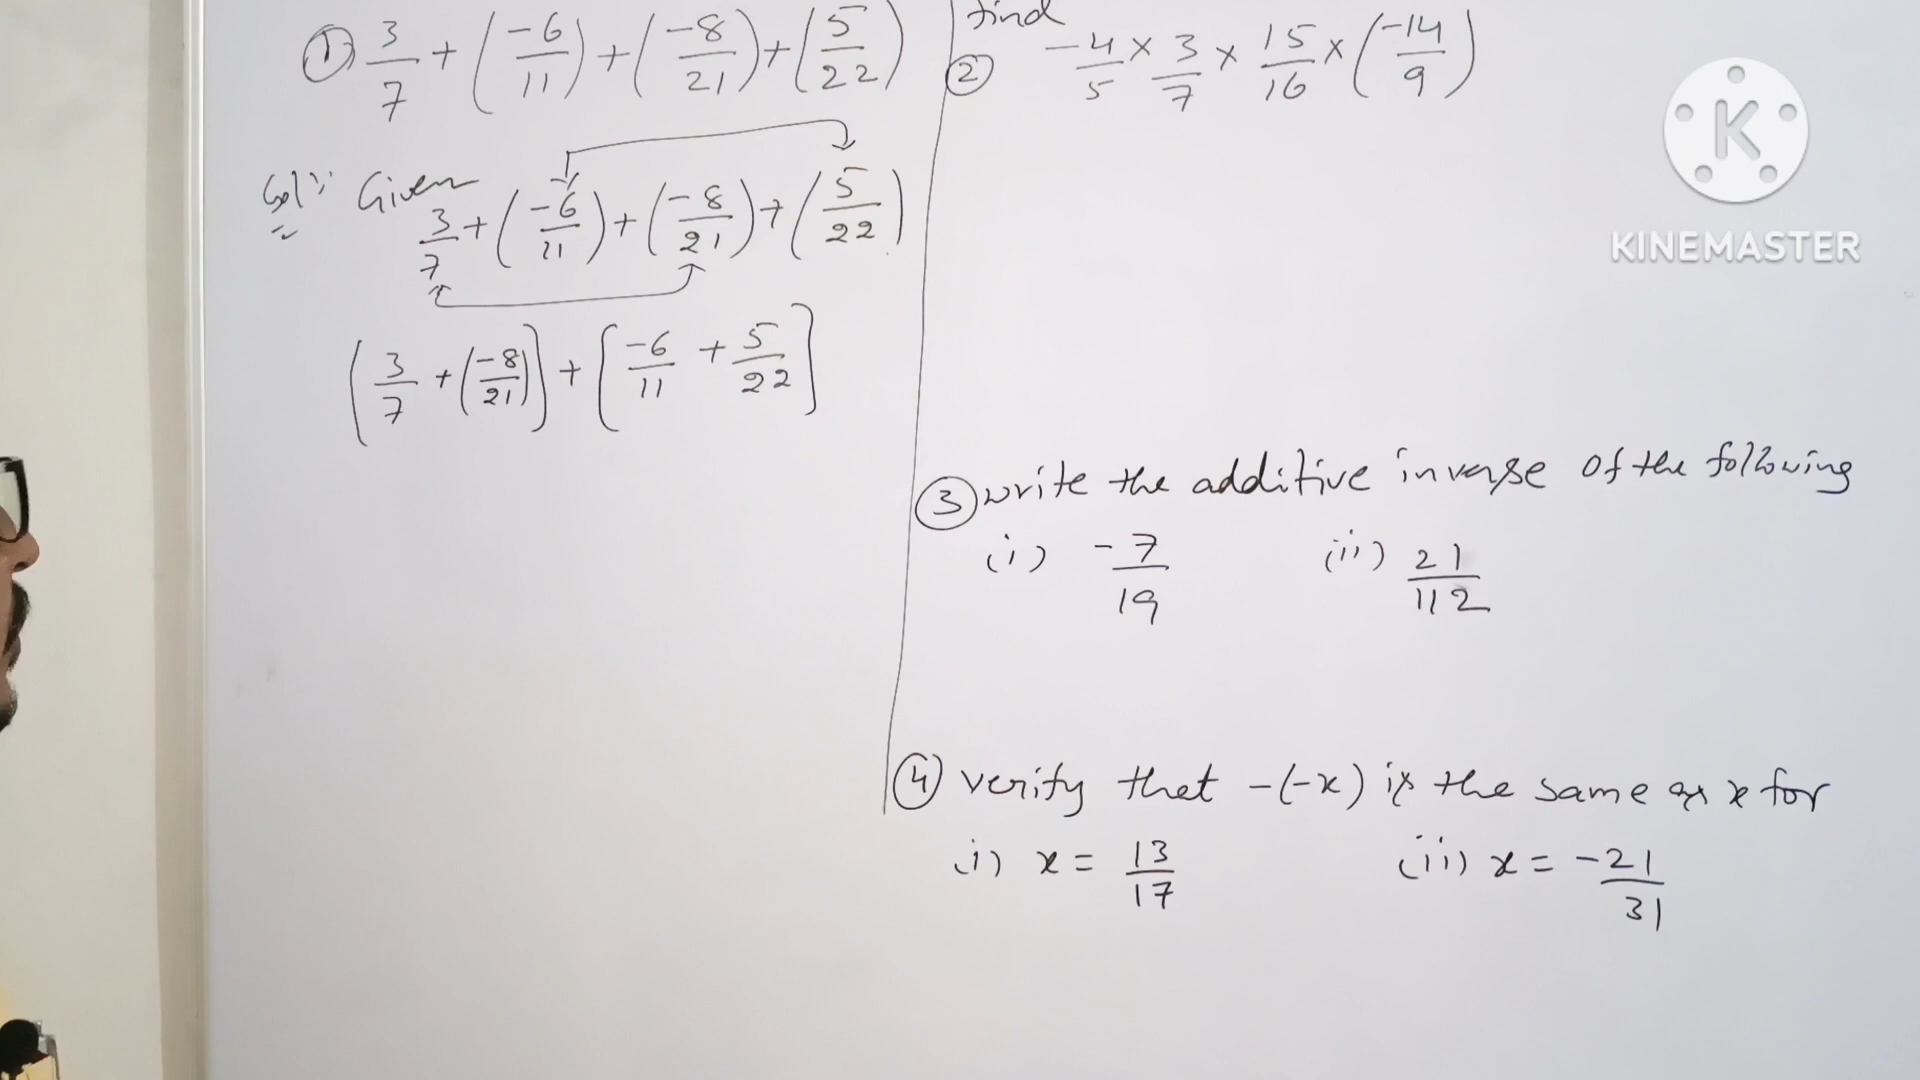 ① 3/7 + (-6/11) + (-8/21) + (5/22)
Sol:- Given
3/7 + (-6/11) + (-8/21) + (5/22)
[3/7 + (-8/21)] + [-6/11 + 5/22]
find
② -4/5 × 3/7 × 15/16 × (-14/9)
③ write the additive inverse of the following
(i) -7/19 (ii) 21/112
④ verify that -(-x) is the same as x for
(i) x = 13/17 (ii) x = -21/31
K
KINEMASTER